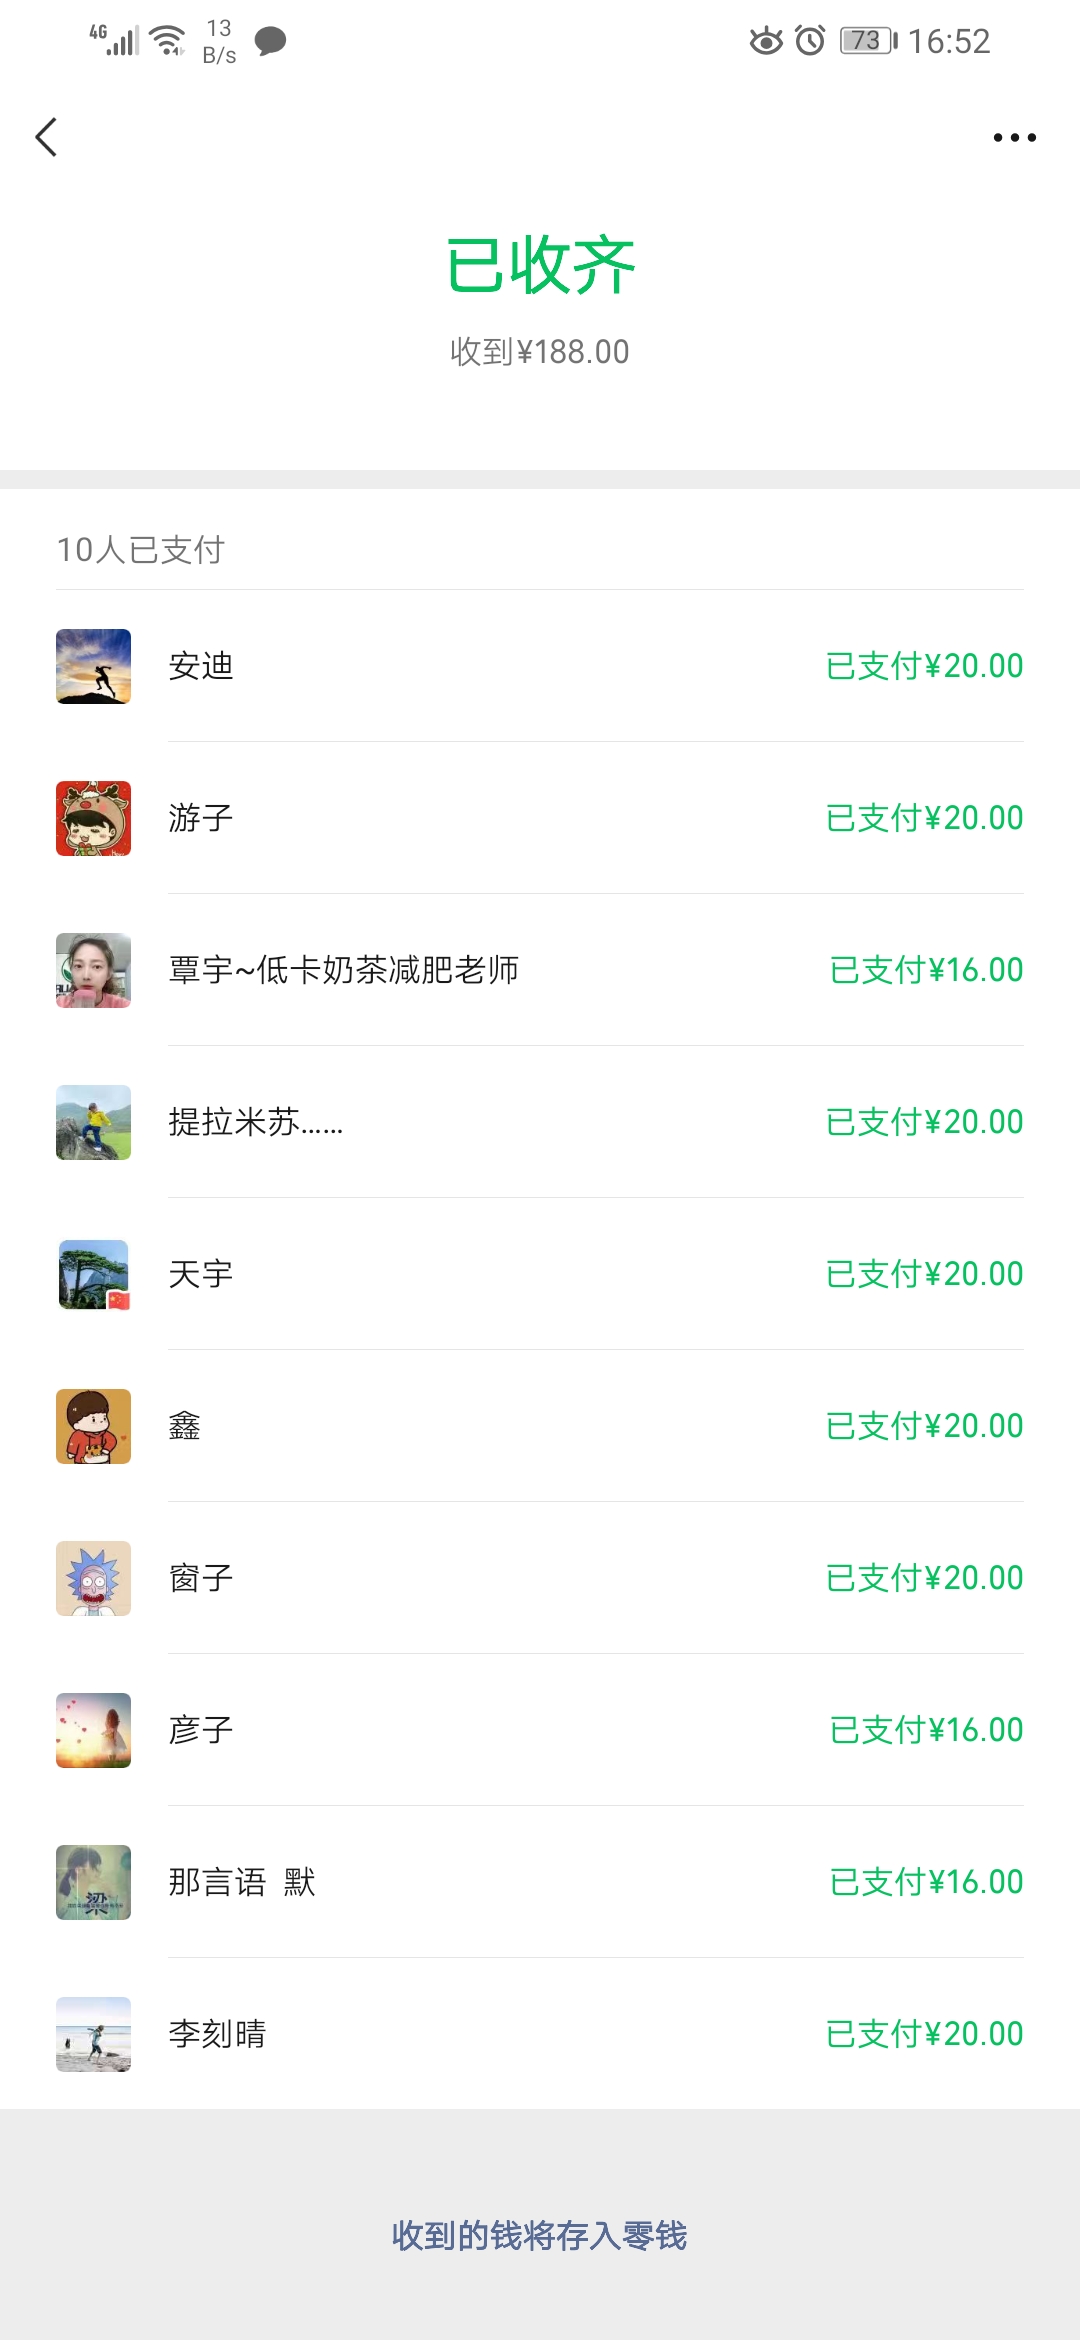 4G 13 B/s 73 16:52
已收齐
收到¥188.00
10人已支付
安迪 已支付¥20.00
游子 已支付¥20.00
覃宇~低卡奶茶减肥老师 已支付¥16.00
提拉米苏...... 已支付¥20.00
天宇 已支付¥20.00
鑫 已支付¥20.00
窗子 已支付¥20.00
彦子 已支付¥16.00
那言语 默 已支付¥16.00
梁
李刻晴 已支付¥20.00
收到的钱将存入零钱